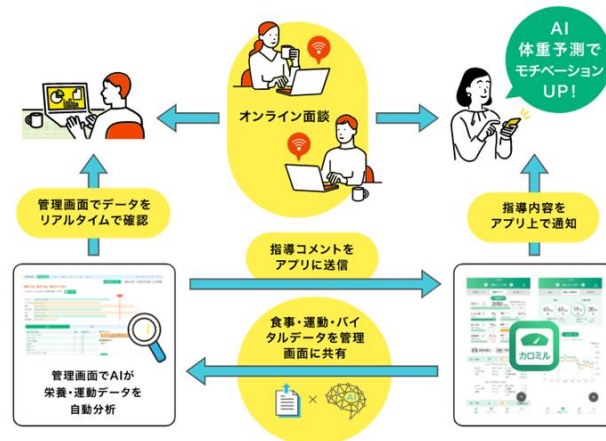 AI
体重予測で
モチベーション
UP!
オンライン面談
管理画面でデータを
リアルタイムで確認
指導内容を
アプリ上で通知
指導コメントを
アプリに送信
食事・運動・バイ
タルデータを管理
画面に共有
AI
管理画面でAIが
栄養・運動データを
自動分析
カロミル